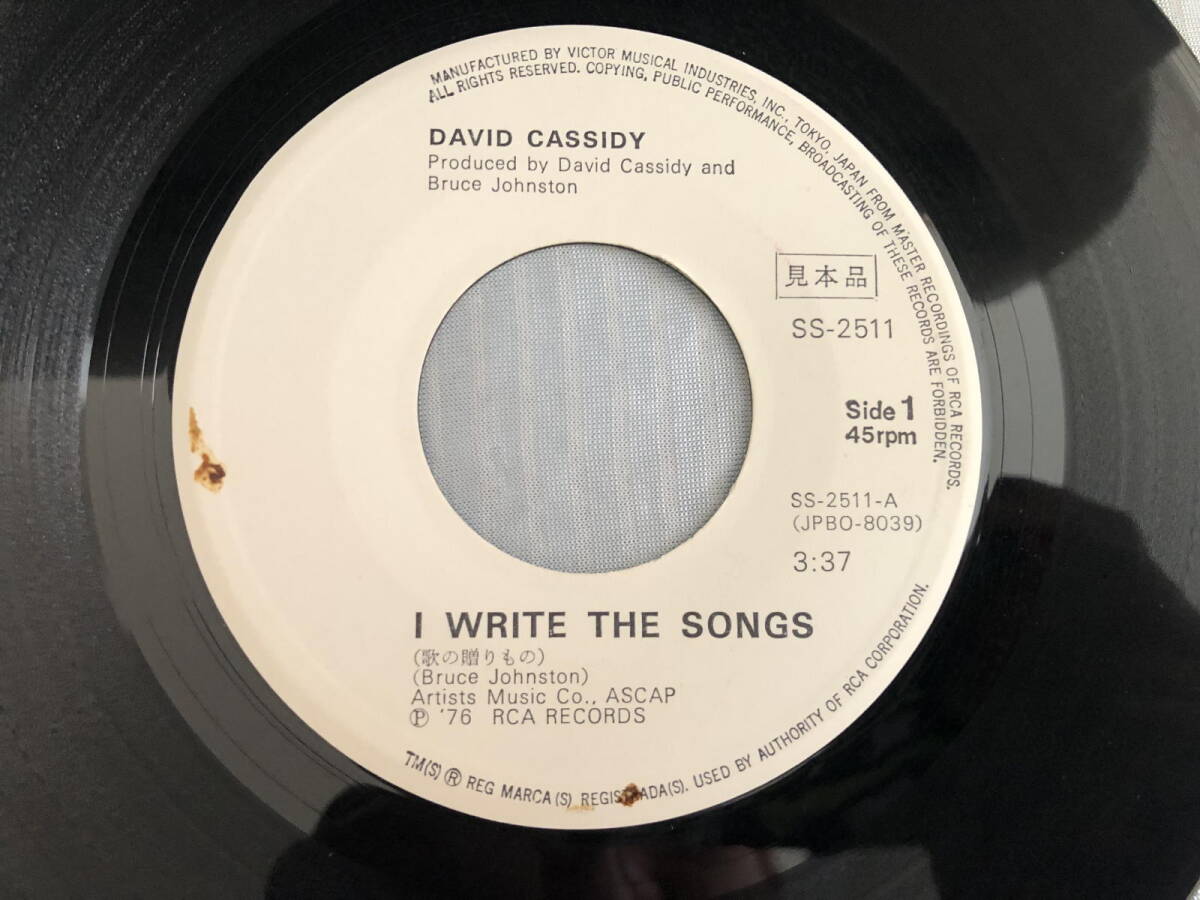 MANUFACTURED BY VICTOR MUSICAL INDUSTRIES, INC., TOKYO, JAPAN FROM MASTER RECORDINGS OF RCA RECORDS.
ALL RIGHTS RESERVED. COPYING, PUBLIC PERFORMANCE, BROADCASTING OF THESE RECORDS ARE FORBIDDEN.
DAVID CASSIDY
Produced by David Cassidy and
Bruce Johnston
見本品
SS-2511
Side 1
45rpm
SS-2511-A
(JPBO-8039)
3:37
I WRITE THE SONGS
(歌の贈りもの)
(Bruce Johnston)
Artists Music Co., ASCAP
Ⓟ '76 RCA RECORDS
TM(S) ® REG MARCA(S) REGISTRADA(S). USED BY AUTHORITY OF RCA CORPORATION.